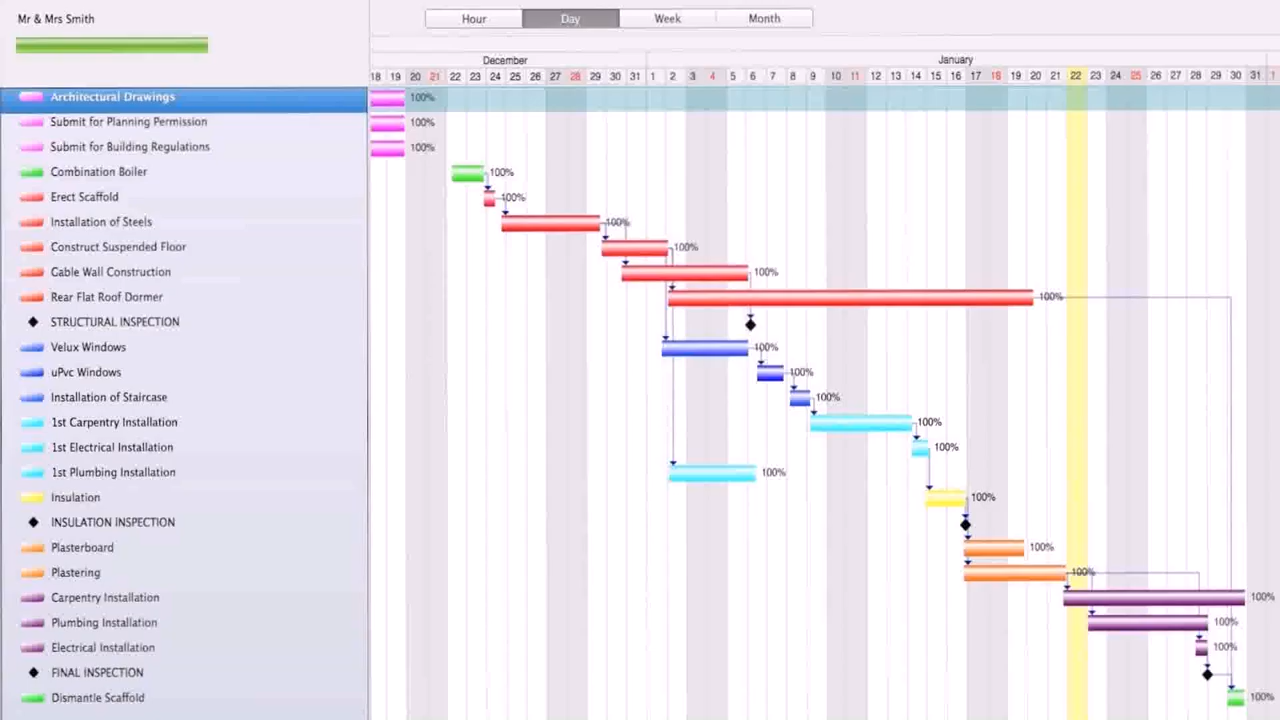 Mr & Mrs Smith
Hour Day Week Month
December January
18 19 20 21 22 23 24 25 26 27 28 29 30 31 1 2 3 4 5 6 7 8 9 10 11 12 13 14 15 16 17 18 19 20 21 22 23 24 25 26 27 28 29 30 31 1
Architectural Drawings 100%
Submit for Planning Permission 100%
Submit for Building Regulations 100%
Combination Boiler 100%
Erect Scaffold 100%
Installation of Steels 100%
Construct Suspended Floor 100%
Gable Wall Construction 100%
Rear Flat Roof Dormer 100%
STRUCTURAL INSPECTION
Velux Windows 100%
uPvc Windows 100%
Installation of Staircase 100%
1st Carpentry Installation 100%
1st Electrical Installation 100%
1st Plumbing Installation 100%
Insulation 100%
INSULATION INSPECTION
Plasterboard 100%
Plastering 100%
Carpentry Installation 100%
Plumbing Installation 100%
Electrical Installation 100%
FINAL INSPECTION
Dismantle Scaffold 100%